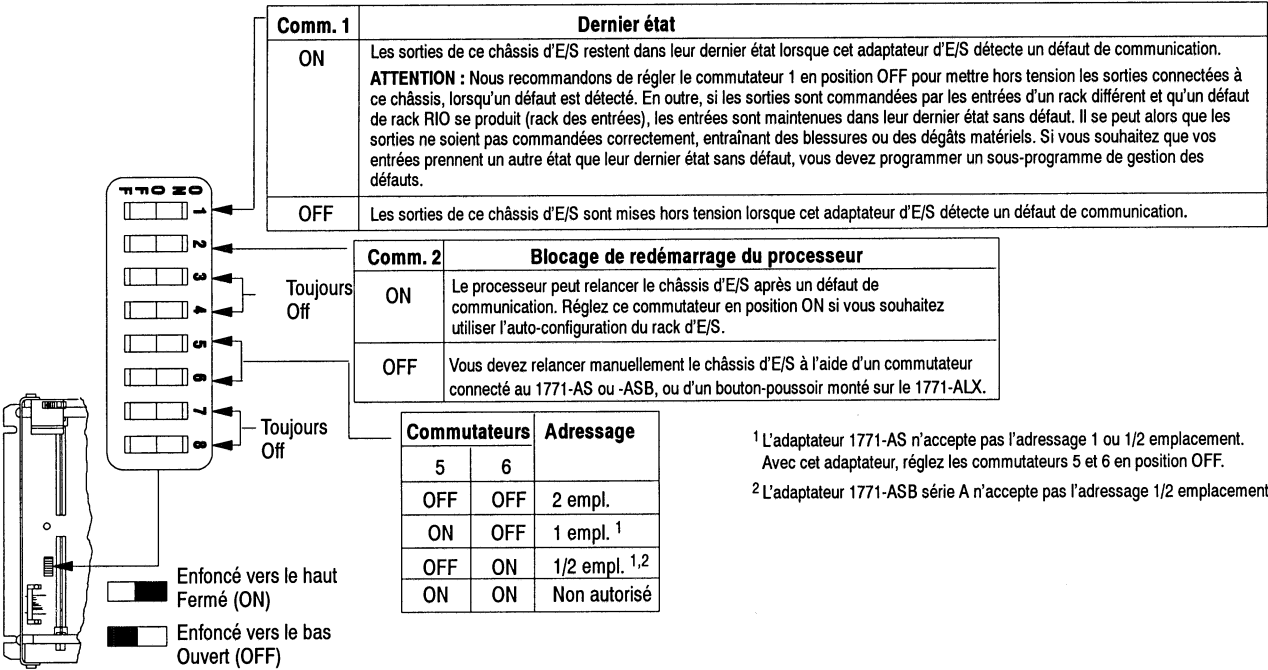 Comm. 1 Dernier état
ON Les sorties de ce châssis d'E/S restent dans leur dernier état lorsque cet adaptateur d'E/S détecte un défaut de communication.
ATTENTION : Nous recommandons de régler le commutateur 1 en position OFF pour mettre hors tension les sorties connectées à
ce châssis, lorsqu'un défaut est détecté. En outre, si les sorties sont commandées par les entrées d'un rack différent et qu'un défaut
de rack RIO se produit (rack des entrées), les entrées sont maintenues dans leur dernier état sans défaut. Il se peut alors que les
sorties ne soient pas commandées correctement, entraînant des blessures ou des dégâts matériels. Si vous souhaitez que vos
entrées prennent un autre état que leur dernier état sans défaut, vous devez programmer un sous-programme de gestion des
défauts.
OFF Les sorties de ce châssis d'E/S sont mises hors tension lorsque cet adaptateur d'E/S détecte un défaut de communication.
ON
OFF
1
2
3
4
5
6
7
8
Toujours
Off
Toujours
Off
Comm. 2 Blocage de redémarrage du processeur
ON Le processeur peut relancer le châssis d'E/S après un défaut de
communication. Réglez ce commutateur en position ON si vous souhaitez
utiliser l'auto-configuration du rack d'E/S.
OFF Vous devez relancer manuellement le châssis d'E/S à l'aide d'un commutateur
connecté au 1771-AS ou -ASB, ou d'un bouton-poussoir monté sur le 1771-ALX.
Commutateurs Adressage
5 6
OFF OFF 2 empl.
ON OFF 1 empl. 1
OFF ON 1/2 empl. 1,2
ON ON Non autorisé
1 L'adaptateur 1771-AS n'accepte pas l'adressage 1 ou 1/2 emplacement.
Avec cet adaptateur, réglez les commutateurs 5 et 6 en position OFF.
2 L'adaptateur 1771-ASB série A n'accepte pas l'adressage 1/2 emplacement
Enfoncé vers le haut
Fermé (ON)
Enfoncé vers le bas
Ouvert (OFF)